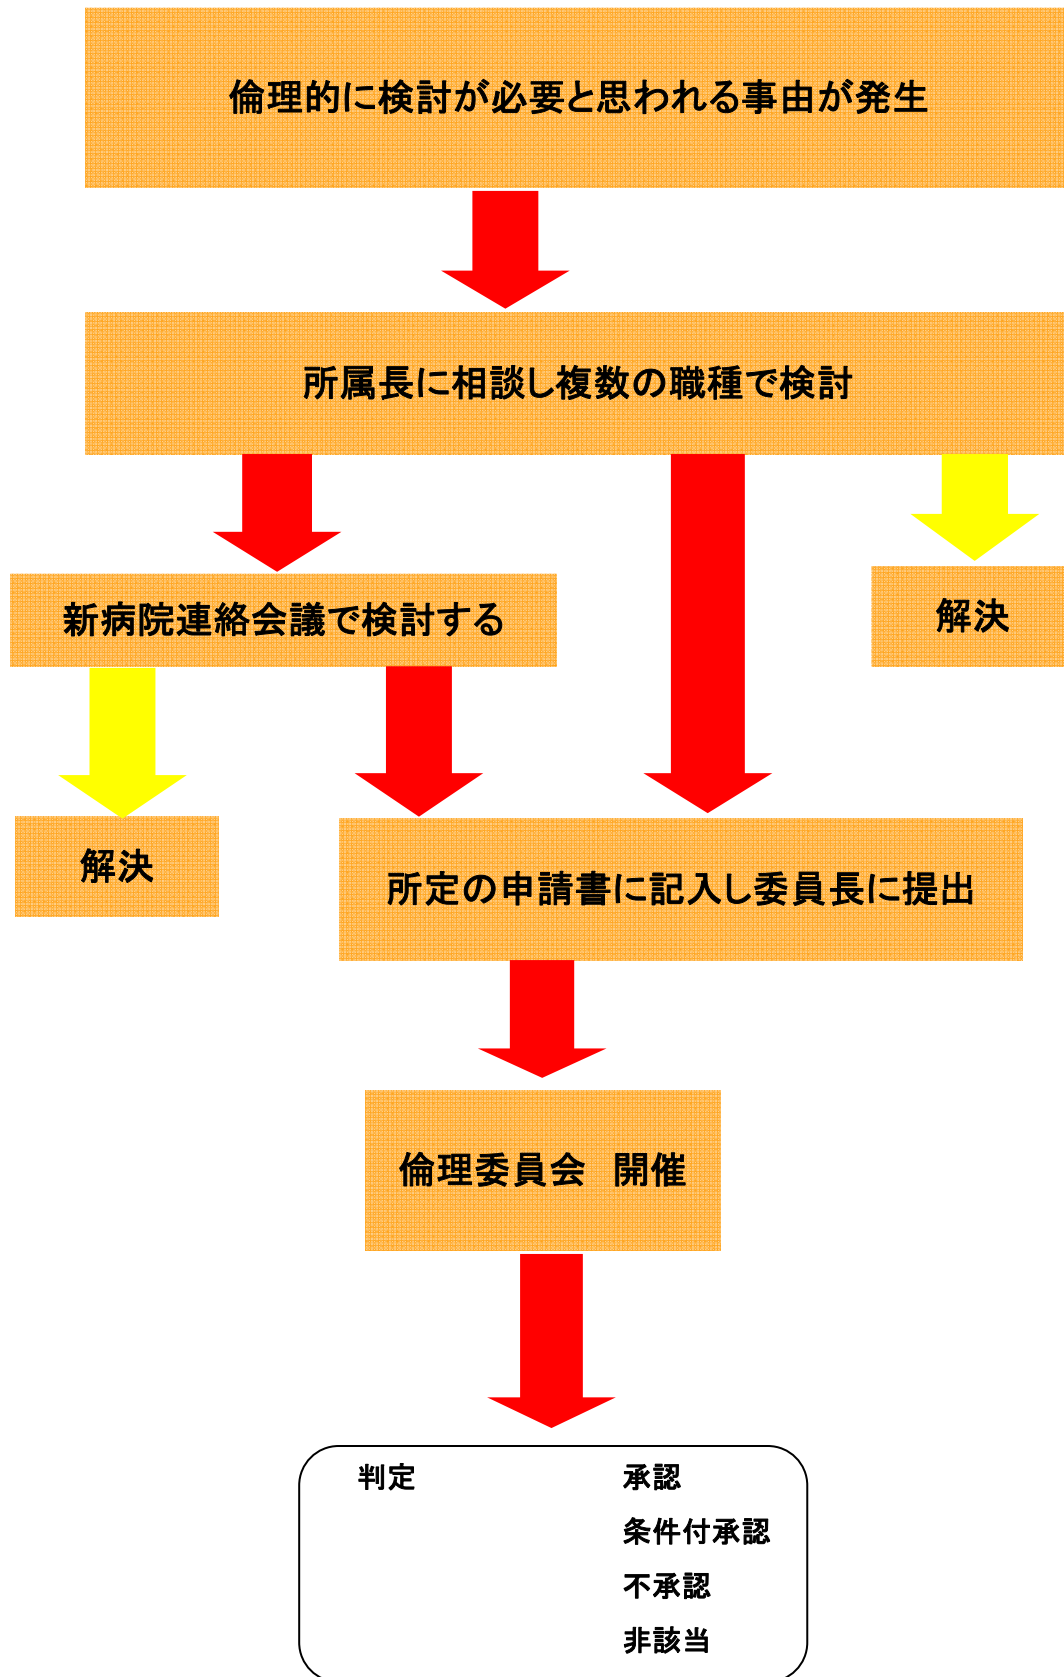 倫理的に検討が必要と思われる事由が発生
所属長に相談し複数の職種で検討
新病院連絡会議で検討する
解決
解決
所定の申請書に記入し委員長に提出
倫理委員会　開催
判定　承認
条件付承認
不承認
非該当